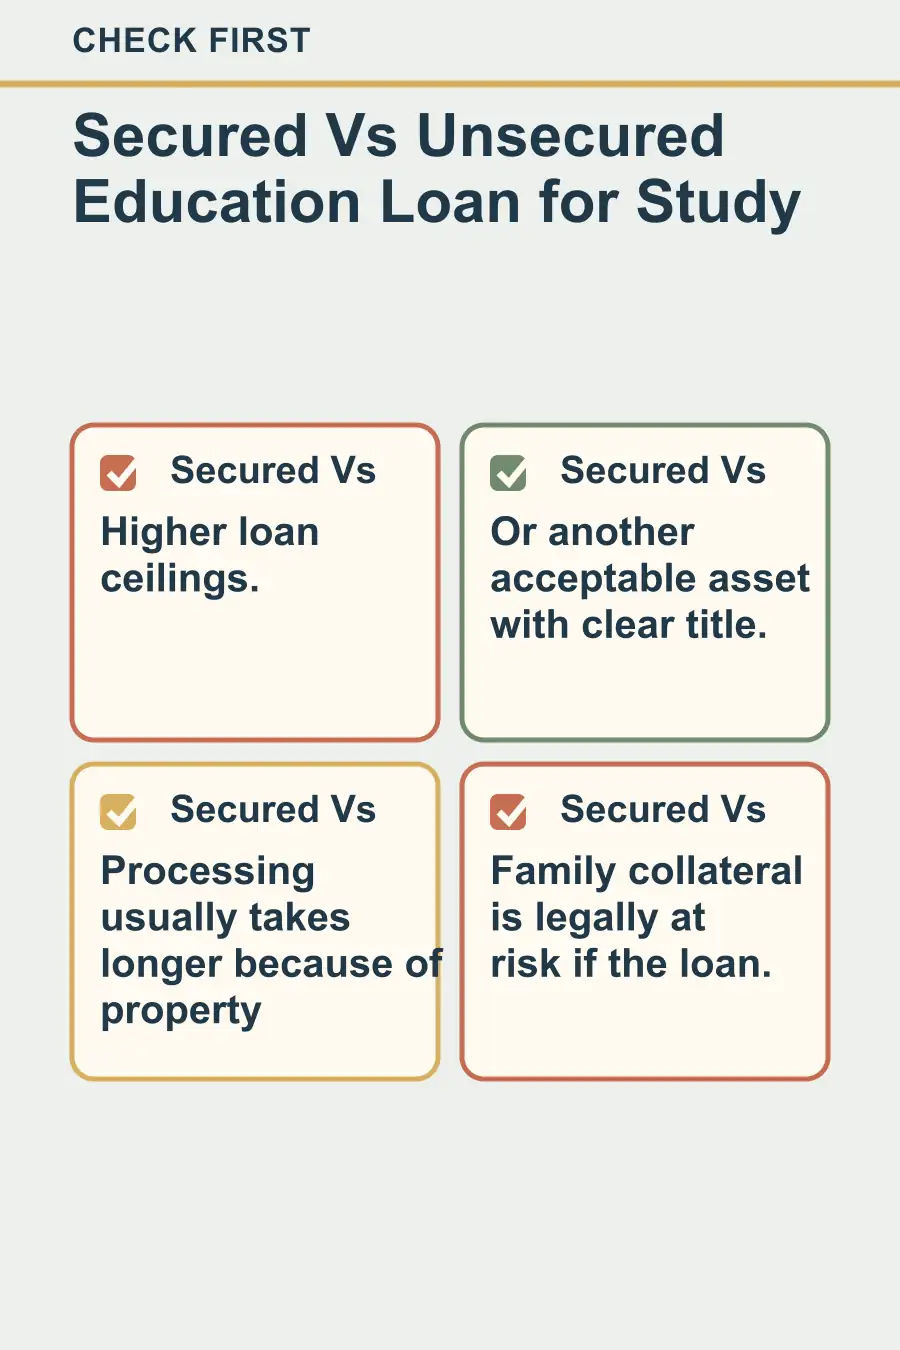 CHECK FIRST
Secured Vs Unsecured
Education Loan for Study
Secured Vs
Higher loan
ceilings.
Secured Vs
Or another
acceptable asset
with clear title.
Secured Vs
Processing
usually takes
longer because of
property
Secured Vs
Family collateral
is legally at
risk if the loan.